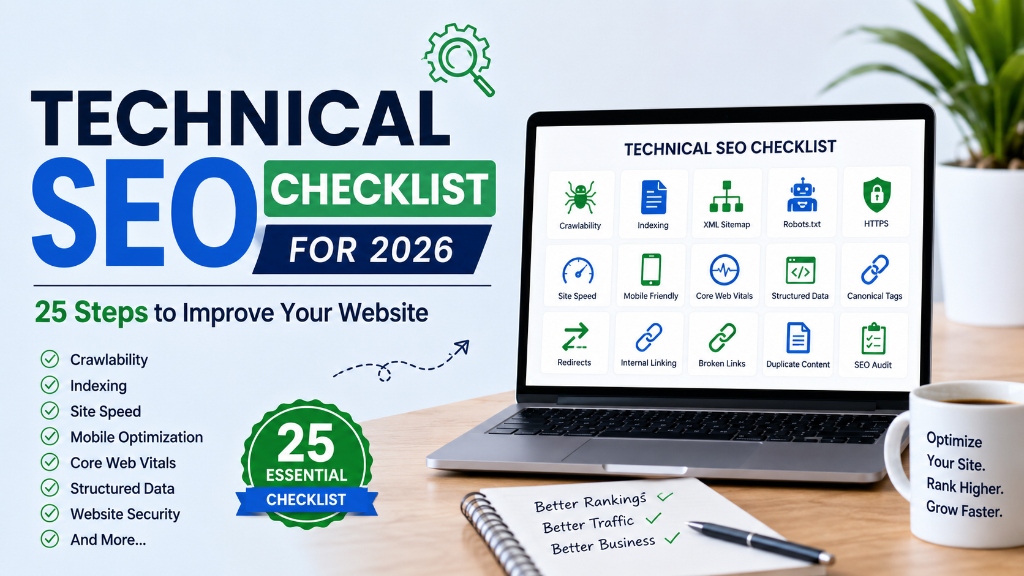 TECHNICAL
SEO
CHECKLIST
FOR 2026
25 Steps to Improve Your Website
Crawlability
Indexing
Site Speed
Mobile Optimization
Core Web Vitals
Structured Data
Website Security
And More...
25
ESSENTIAL
CHECKLIST
TECHNICAL SEO CHECKLIST
Crawlability
Indexing
XML Sitemap
Robots.txt
HTTPS
Site Speed
Mobile Friendly
Core Web Vitals
Structured Data
Canonical Tags
Redirects
Internal Linking
Broken Links
Duplicate Content
SEO Audit
Better Rankings
Better Traffic
Better Business
Optimize
Your Site.
Rank Higher.
Grow Faster.